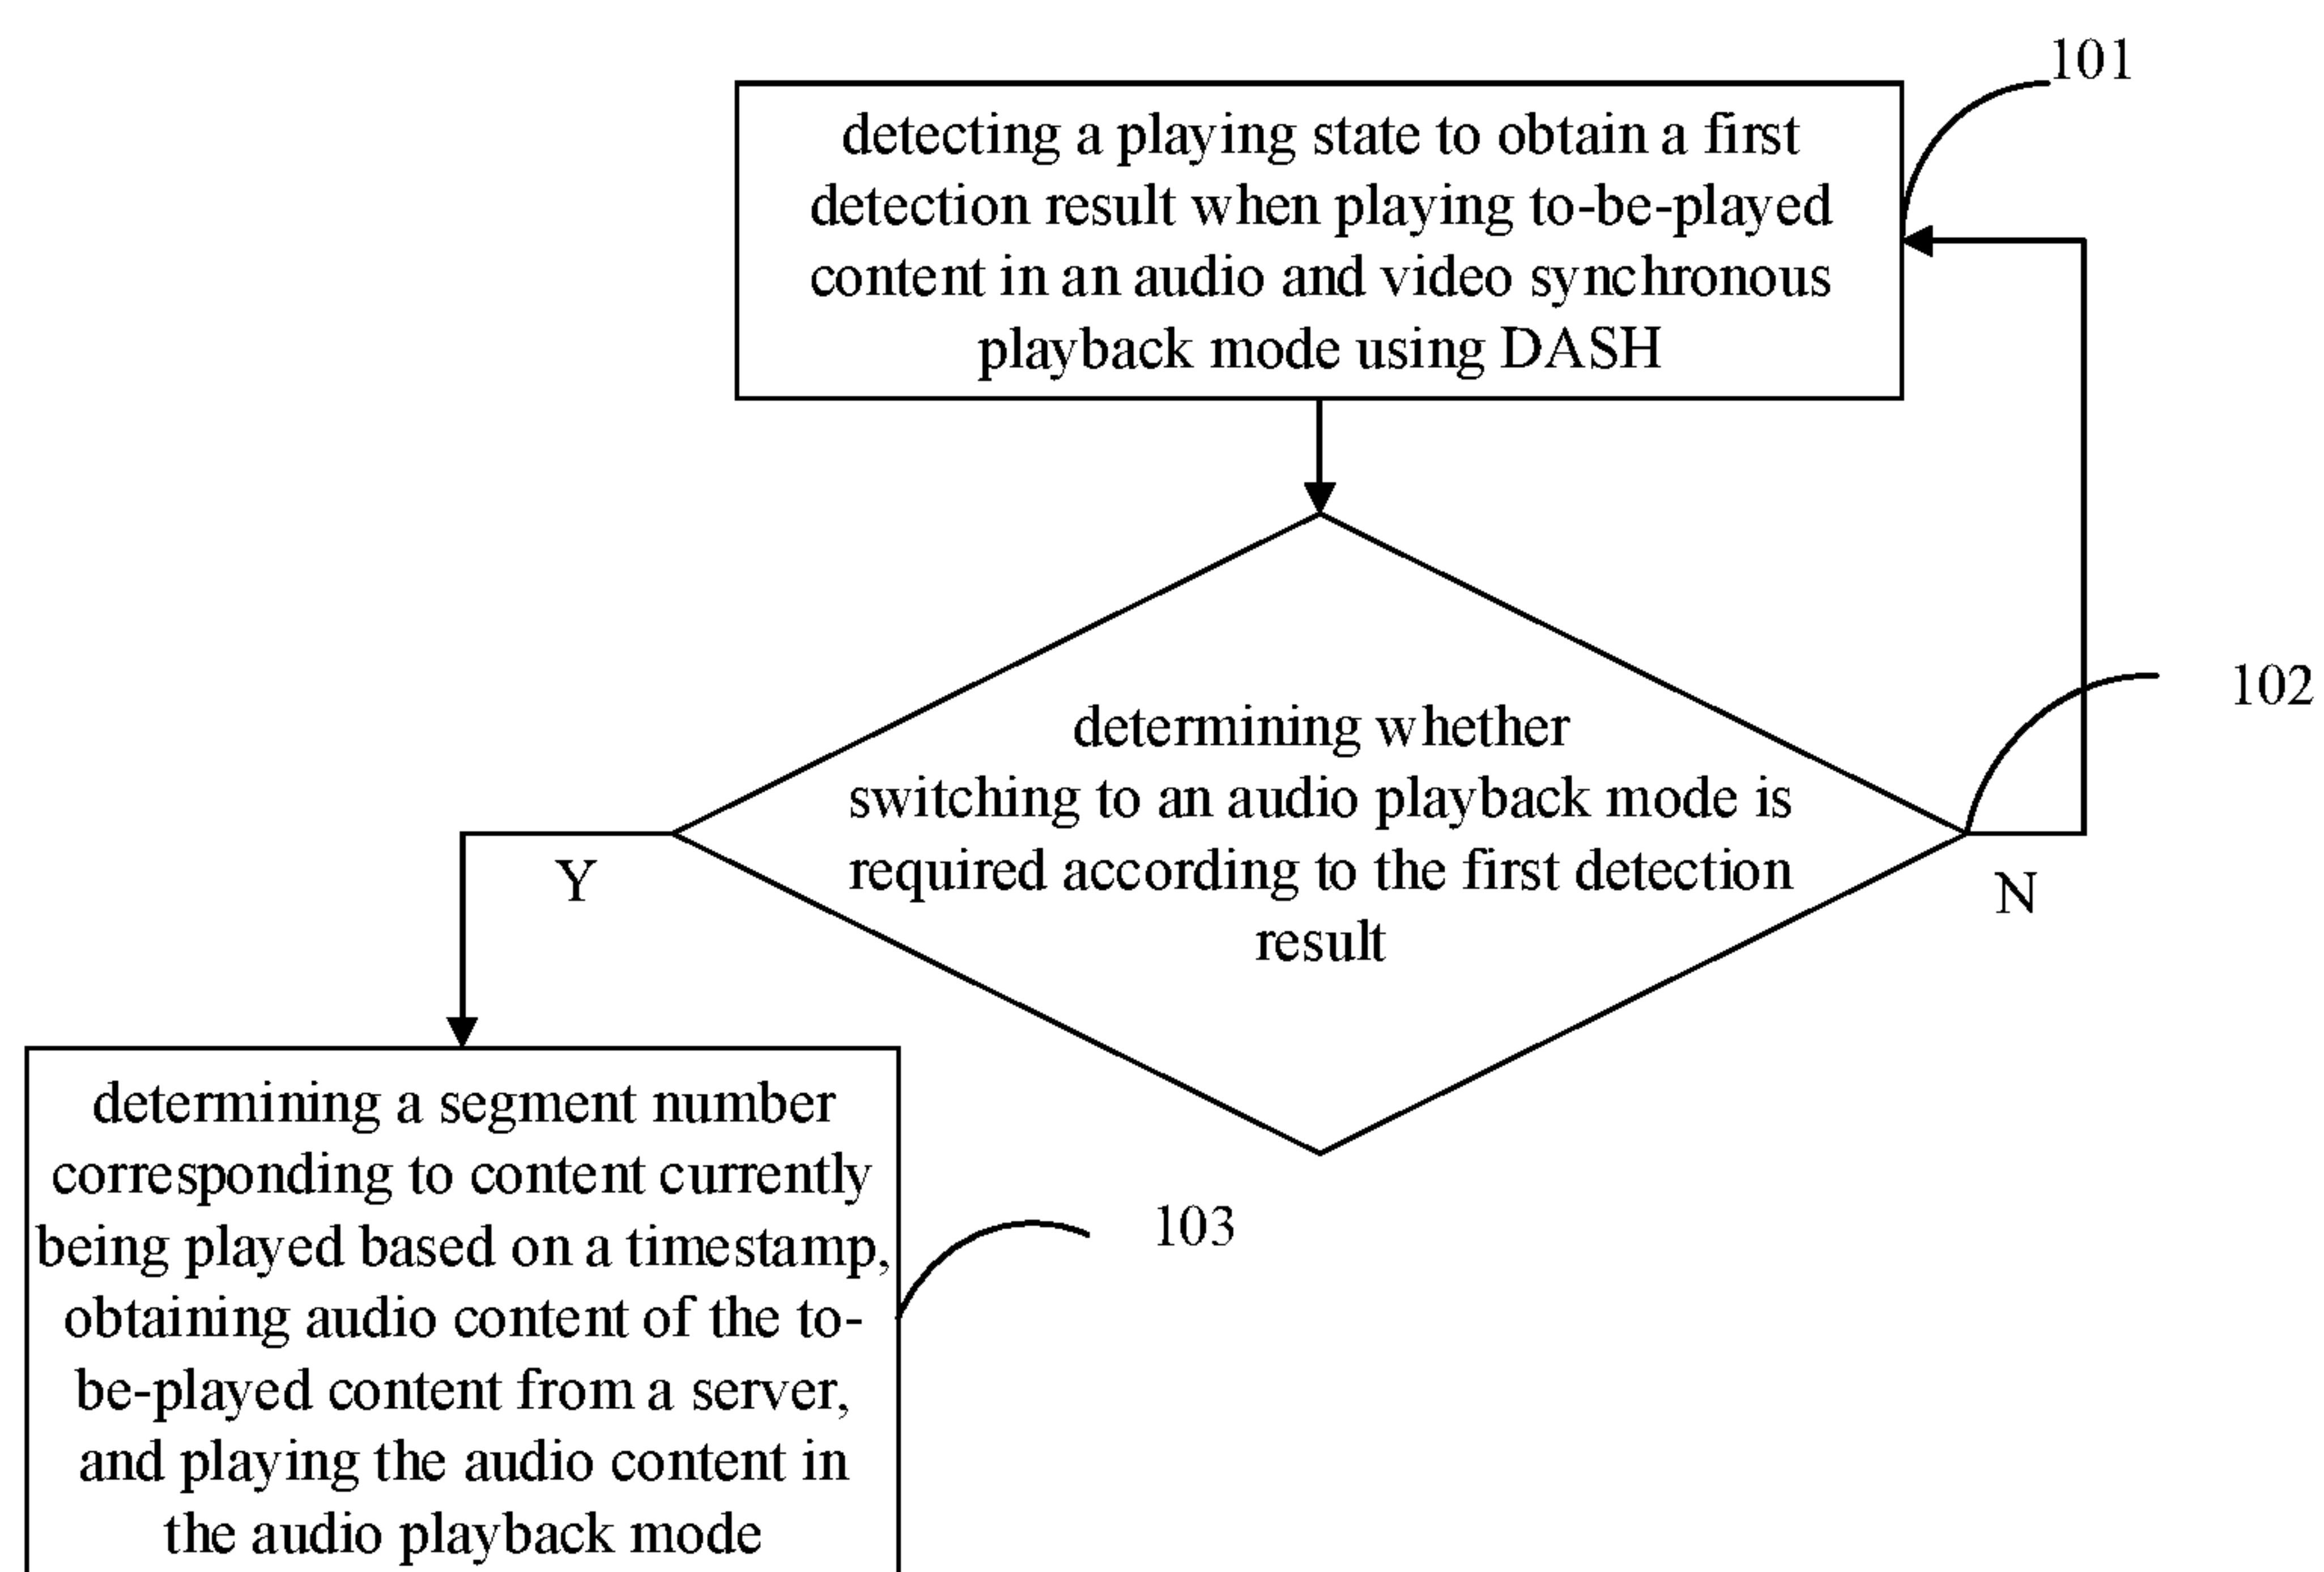 101
detecting a playing state to obtain a first
detection result when playing to-be-played
content in an audio and video synchronous
playback mode using DASH
102
determining whether
switching to an audio playback mode is
required according to the first detection
result
Y
N
determining a segment number
corresponding to content currently
being played based on a timestamp,
obtaining audio content of the to-
be-played content from a server,
and playing the audio content in
the audio playback mode
103